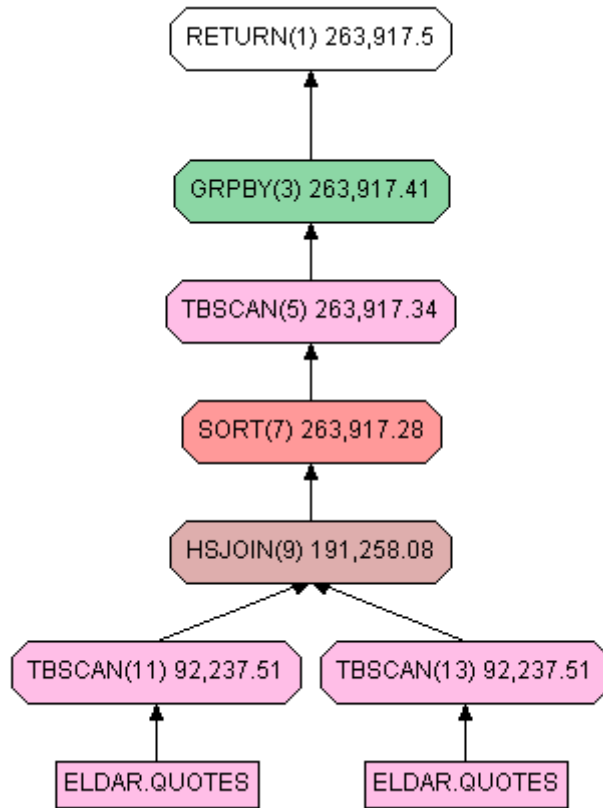 RETURN(1) 263,917.5
GRPBY(3) 263,917.41
TBSCAN(5) 263,917.34
SORT(7) 263,917.28
HSJOIN(9) 191,258.08
TBSCAN(11) 92,237.51
TBSCAN(13) 92,237.51
ELDAR.QUOTES
ELDAR.QUOTES